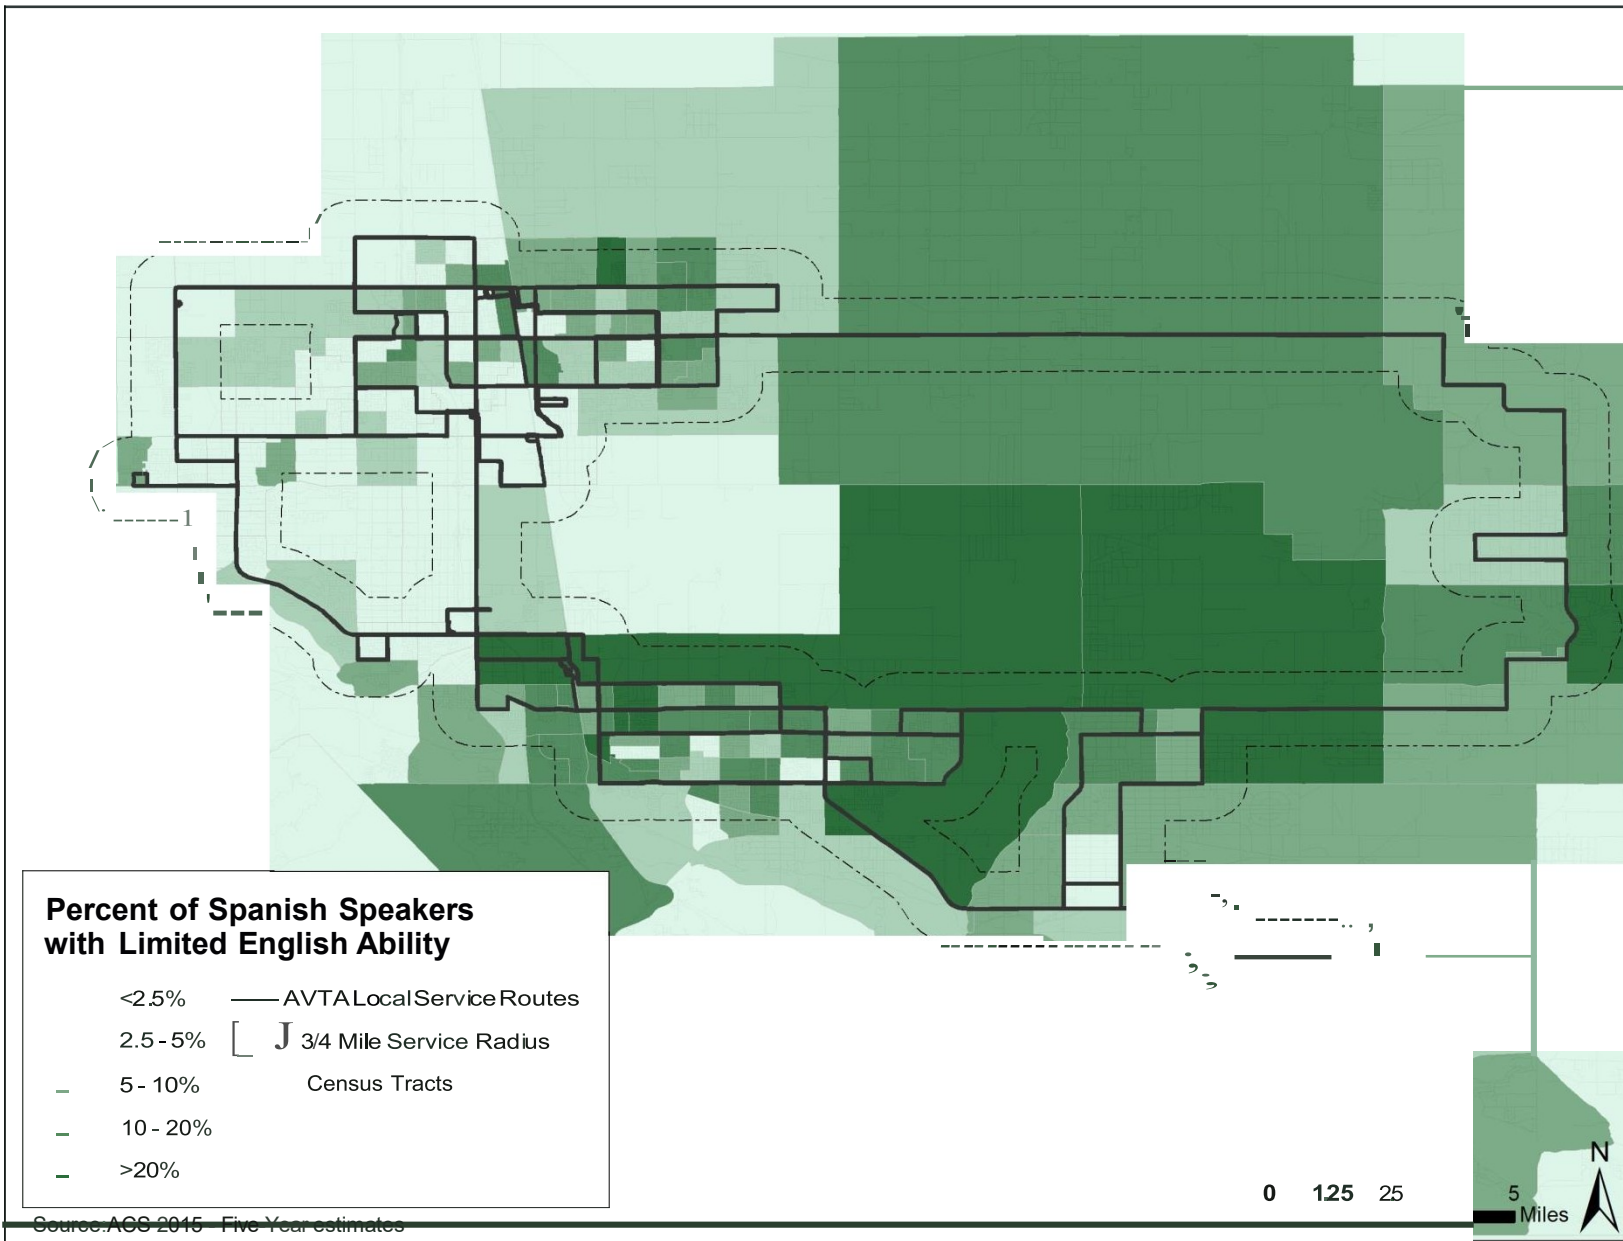 Percent of Spanish Speakers
with Limited English Ability
<2.5% AVTA Local Service Routes
2.5 - 5% [_ J 3/4 Mile Service Radius
5 - 10% Census Tracts
10 - 20%
>20%
Source: ACS 2015 - Five Year estimates
1
N
0 1.25 2.5 5
Miles